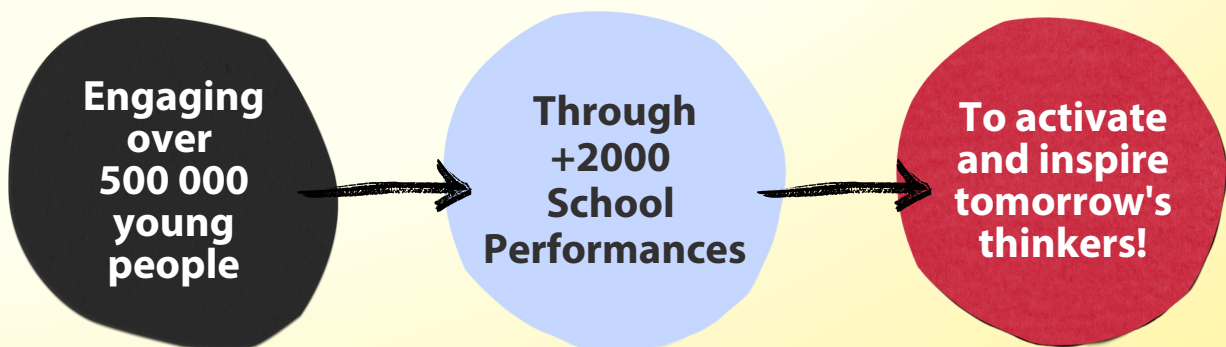 Engaging
over
500 000
young
people
Through
+2000
School
Performances
To activate
and inspire
tomorrow's
thinkers!